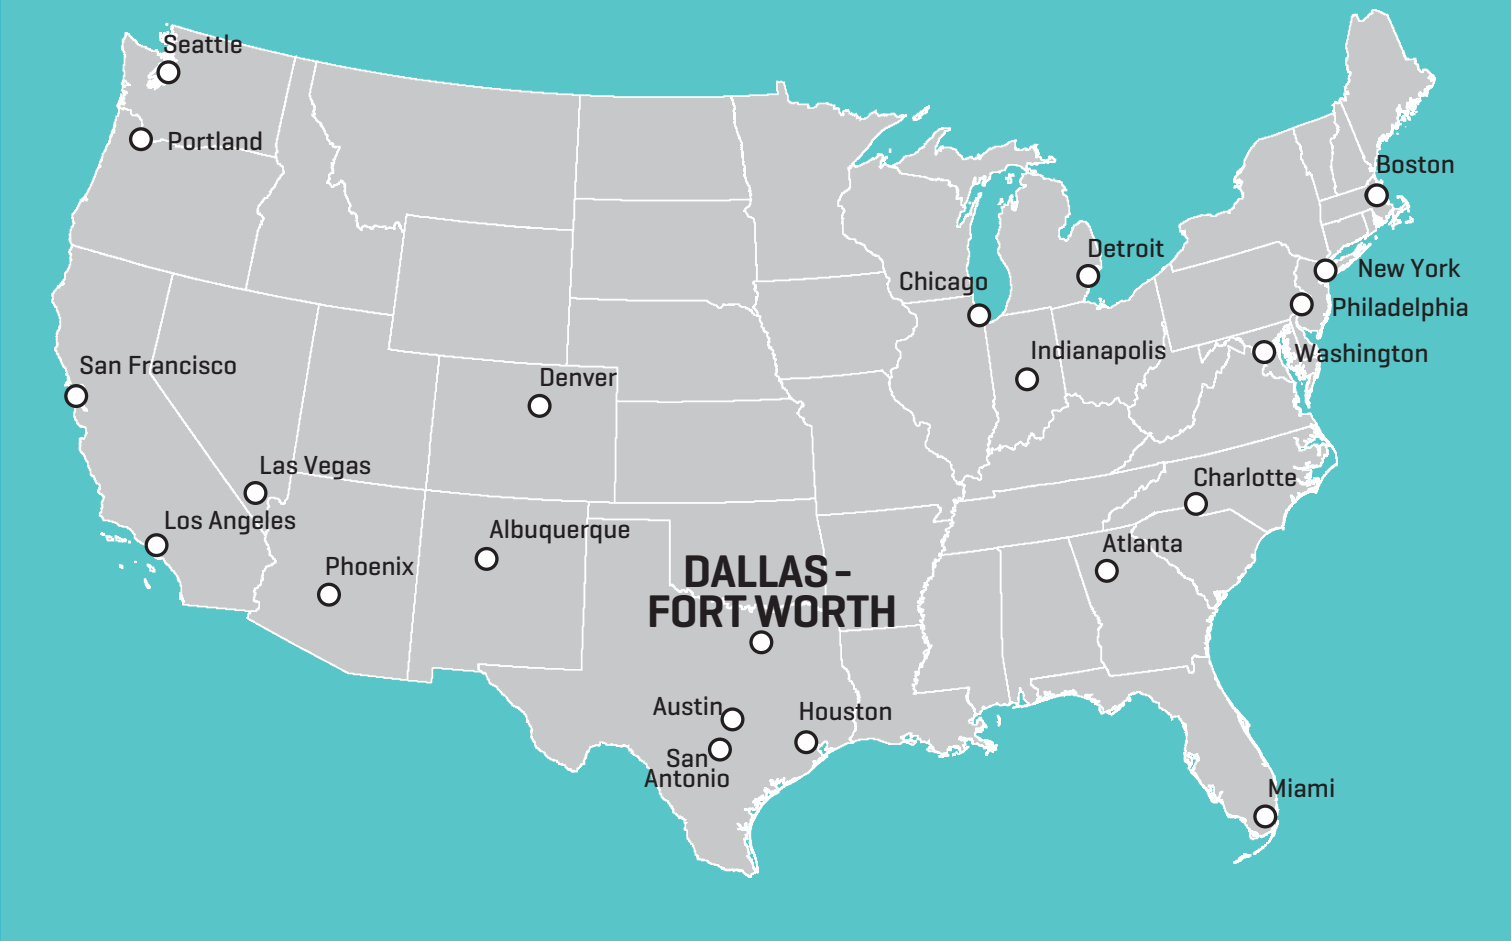 Seattle
Portland
Boston
Detroit
New York
Chicago
Philadelphia
Indianapolis
Washington
San Francisco
Denver
Las Vegas
Charlotte
Los Angeles
Albuquerque
Atlanta
Phoenix
DALLAS –
FORT WORTH
Austin
Houston
San
Antonio
Miami